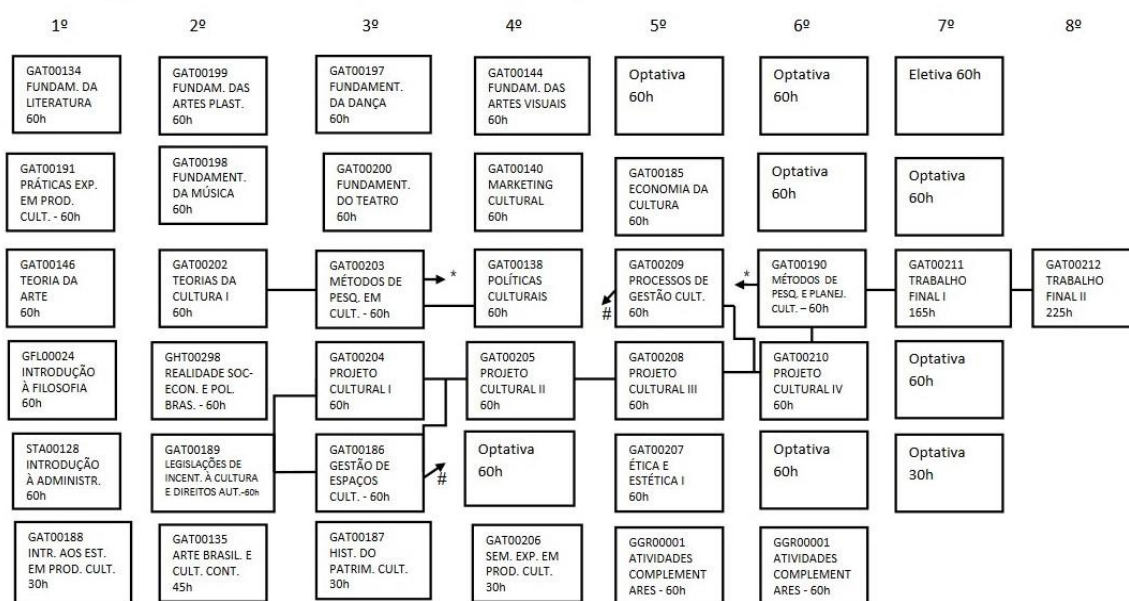 1º 2º 3º 4º 5º 6º 7º 8º
GAT00134
FUNDAM. DA
LITERATURA
60h
GAT00199
FUNDAM. DAS
ARTES PLAST.
60h
GAT00197
FUNDAMENT.
DA DANÇA
60h
GAT00144
FUNDAM. DAS
ARTES VISUAIS
60h
Optativa
60h
Optativa
60h
Eletiva 60h
GAT00191
PRÁTICAS EXP.
EM PROD.
CULT. - 60h
GAT00198
FUNDAMENT.
DA MÚSICA
60h
GAT00200
FUNDAMENT.
DO TEATRO
60h
GAT00140
MARKETING
CULTURAL
60h
GAT00185
ECONOMIA DA
CULTURA
60h
Optativa
60h
Optativa
60h
GAT00146
TEORIA DA
ARTE
60h
GAT00202
TEORIAS DA
CULTURA I
60h
GAT00203
MÉTODOS DE
PESQ. EM
CULT. - 60h
*
GAT00138
POLÍTICAS
CULTURAIS
60h
GAT00209
PROCESSOS DE
GESTÃO CULT.
60h
#
*
GAT00190
MÉTODOS DE
PESQ. E PLANEJ.
CULT. – 60h
GAT00211
TRABALHO
FINAL I
165h
GAT00212
TRABALHO
FINAL II
225h
GFL00024
INTRODUÇÃO
À FILOSOFIA
60h
GHT00298
REALIDADE SOC-
ECON. E POL.
BRAS. - 60h
GAT00204
PROJETO
CULTURAL I
60h
GAT00205
PROJETO
CULTURAL II
60h
GAT00208
PROJETO
CULTURAL III
60h
GAT00210
PROJETO
CULTURAL IV
60h
Optativa
60h
STA00128
INTRODUÇÃO
À ADMINISTR.
60h
GAT00189
LEGISLAÇÕES DE
INCENT. À CULTURA
E DIREITOS AUT.-60h
GAT00186
GESTÃO DE
ESPAÇOS
CULT. - 60h
#
Optativa
60h
GAT00207
ÉTICA E
ESTÉTICA I
60h
Optativa
60h
Optativa
30h
GAT00188
INTR. AOS EST.
EM PROD. CULT.
30h
GAT00135
ARTE BRASIL. E
CULT. CONT.
45h
GAT00187
HIST. DO
PATRIM. CULT.
30h
GAT00206
SEM. EXP. EM
PROD. CULT.
30h
GGR00001
ATIVIDADES
COMPLEMENT
ARES - 60h
GGR00001
ATIVIDADES
COMPLEMENT
ARES - 60h